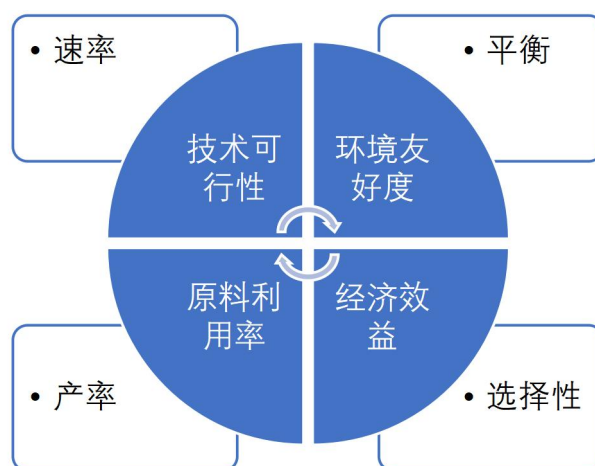 • 速率
• 平衡
技术可
行性
环境友
好度
原料利
用率
经济效
益
• 产率
• 选择性